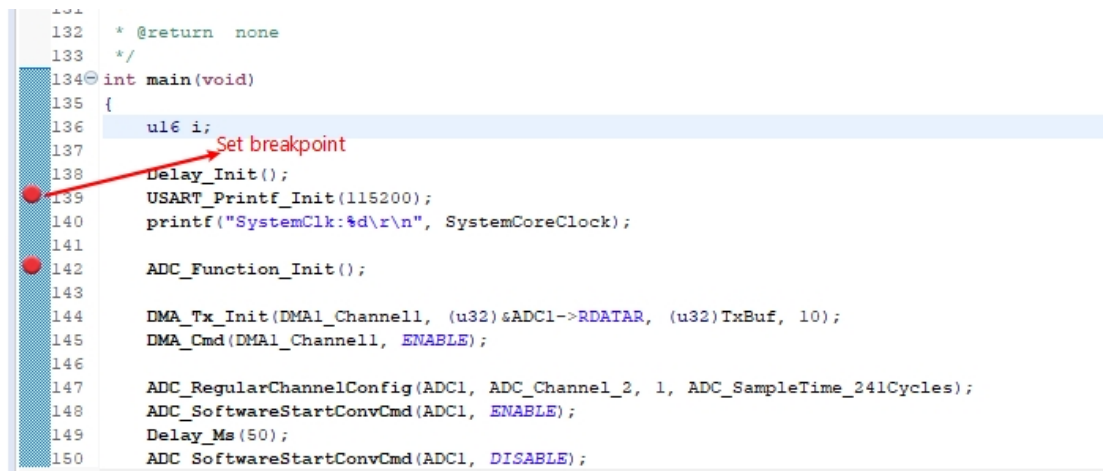 131
132 * @return none
133 */
134 int main(void)
135 {
136 u16 i;
137
Set breakpoint
138 Delay_Init();
139 USART_Printf_Init(115200);
140 printf("SystemClk:%d\r\n", SystemCoreClock);
141
142 ADC_Function_Init();
143
144 DMA_Tx_Init(DMA1_Channel1, (u32)&ADC1->RDATAR, (u32)TxBuf, 10);
145 DMA_Cmd(DMA1_Channel1, ENABLE);
146
147 ADC_RegularChannelConfig(ADC1, ADC_Channel_2, 1, ADC_SampleTime_241Cycles);
148 ADC_SoftwareStartConvCmd(ADC1, ENABLE);
149 Delay_Ms(50);
150 ADC_SoftwareStartConvCmd(ADC1, DISABLE);